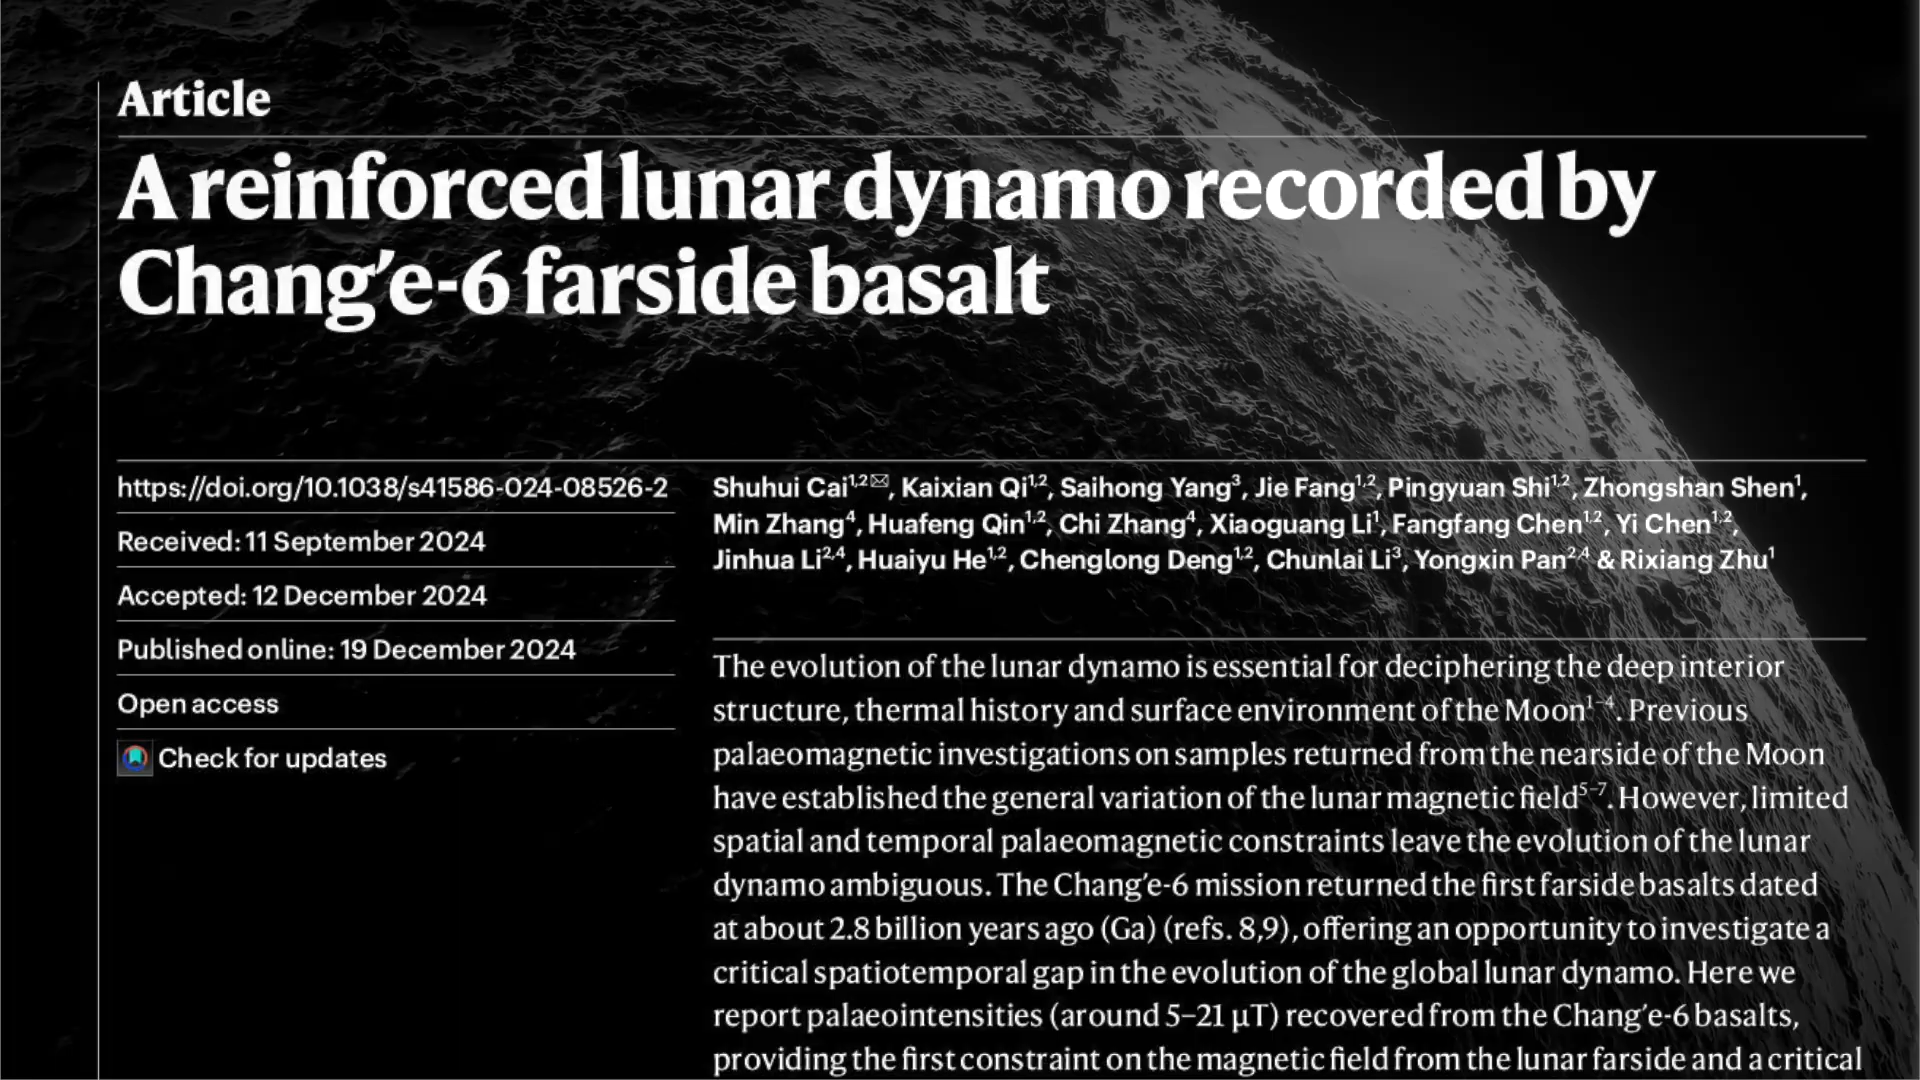 Article
A reinforced lunar dynamo recorded by
Chang’e-6 farside basalt
https://doi.org/10.1038/s41586-024-08526-2
Received: 11 September 2024
Accepted: 12 December 2024
Published online: 19 December 2024
Open access
Check for updates
Shuhui Cai1,2✉, Kaixian Qi1,2, Saihong Yang3, Jie Fang1,2, Pingyuan Shi1,2, Zhongshan Shen1,
Min Zhang4, Huafeng Qin1,2, Chi Zhang4, Xiaoguang Li1, Fangfang Chen1,2, Yi Chen1,2,
Jinhua Li2,4, Huaiyu He1,2, Chenglong Deng1,2, Chunlai Li3, Yongxin Pan2,4 & Rixiang Zhu1
The evolution of the lunar dynamo is essential for deciphering the deep interior
structure, thermal history and surface environment of the Moon1–4. Previous
palaeomagnetic investigations on samples returned from the nearside of the Moon
have established the general variation of the lunar magnetic field5–7. However, limited
spatial and temporal palaeomagnetic constraints leave the evolution of the lunar
dynamo ambiguous. The Chang’e-6 mission returned the first farside basalts dated
at about 2.8 billion years ago (Ga) (refs. 8,9), offering an opportunity to investigate a
critical spatiotemporal gap in the evolution of the global lunar dynamo. Here we
report palaeointensities (around 5–21 µT) recovered from the Chang’e-6 basalts,
providing the first constraint on the magnetic field from the lunar farside and a critical